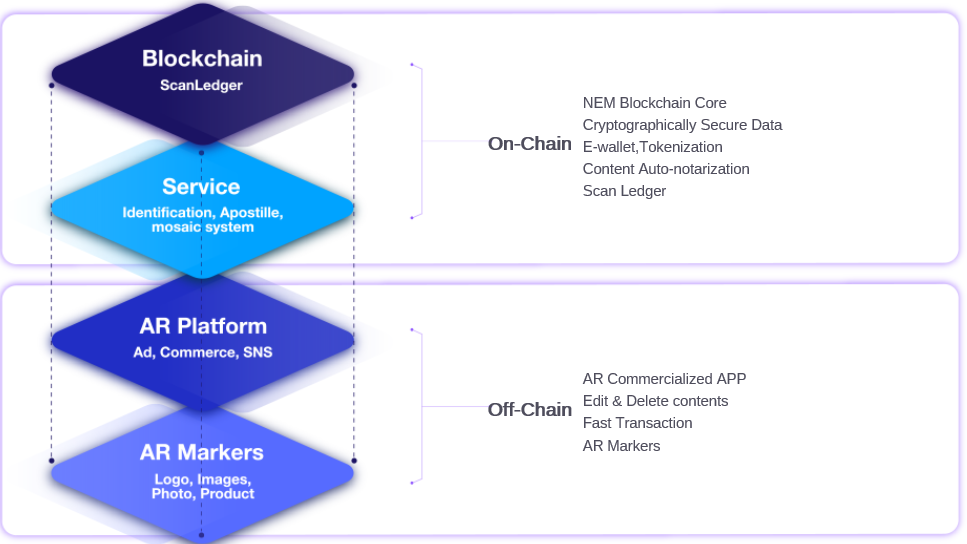 Blockchain
ScanLedger
Service
Identification, Apostille,
mosaic system
On-Chain
NEM Blockchain Core
Cryptographically Secure Data
E-wallet,Tokenization
Content Auto-notarization
Scan Ledger
AR Platform
Ad, Commerce, SNS
AR Markers
Logo, Images,
Photo, Product
Off-Chain
AR Commercialized APP
Edit & Delete contents
Fast Transaction
AR Markers